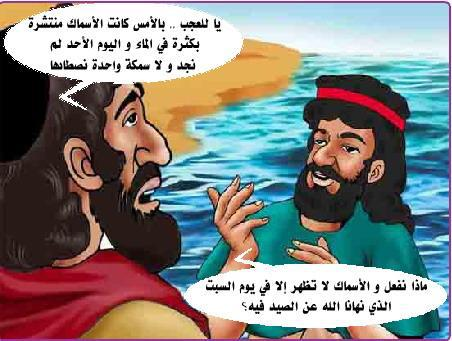 يا للعجب .. بالأمس كانت الأسماك منتشرة
بكثرة في الماء و اليوم الأحد لم
نجد و لا سمكة واحدة نصطادها
ماذا نفعل و الأسماك لا تظهر إلا في يوم السبت
الذي نهانا الله عن الصيد فيه؟